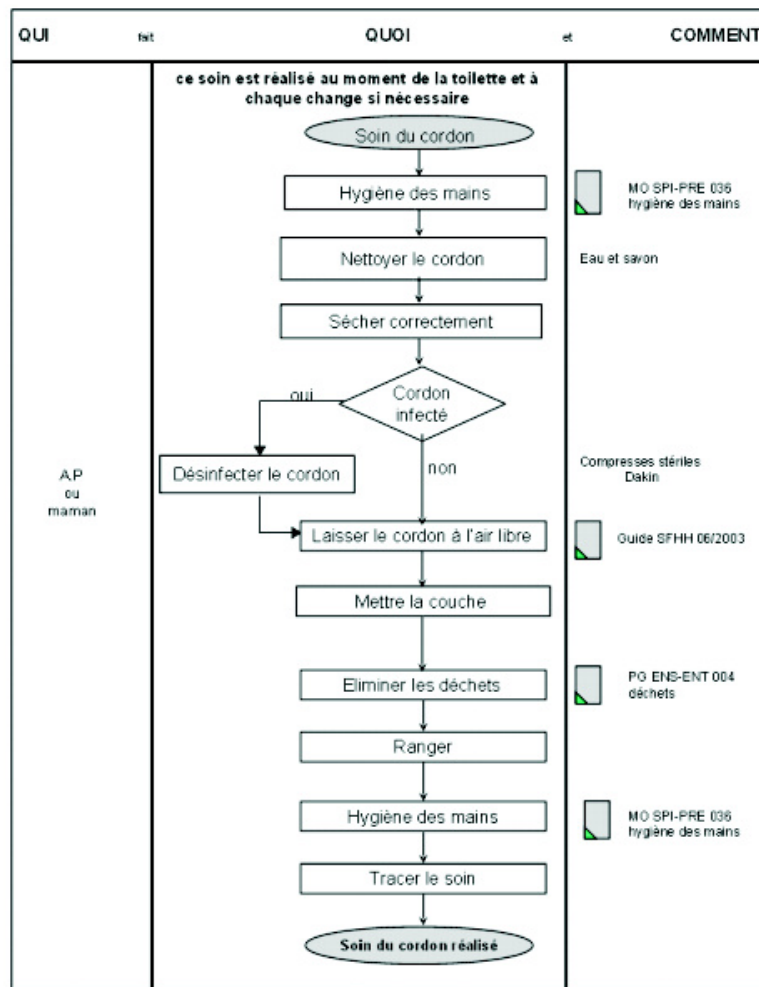 QUI fait QUOI et COMMENT
ce soin est réalisé au moment de la toilette et à
chaque change si nécessaire
Soin du cordon
Hygiène des mains
MO SPI-PRE 036
hygiène des mains
Nettoyer le cordon
Eau et savon
Sécher correctement
Cordon
infecté
oui
non
Désinfecter le cordon
Compresses stériles
Dakin
A.P
ou
maman
Laisser le cordon à l'air libre
Guide SFHH 06/2003
Mettre la couche
Eliminer les déchets
PG ENS-ENT 004
déchets
Ranger
Hygiène des mains
MO SPI-PRE 036
hygiène des mains
Tracer le soin
Soin du cordon réalisé